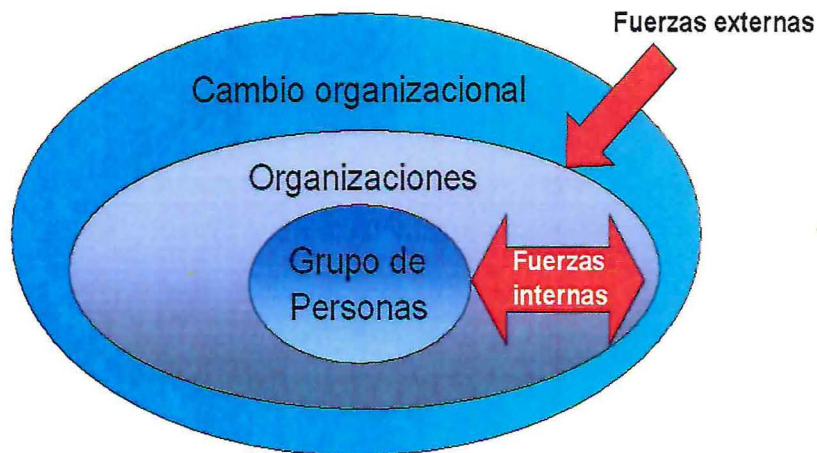 Fuerzas externas
Cambio organizacional
Organizaciones
Grupo de
Personas
Fuerzas
internas